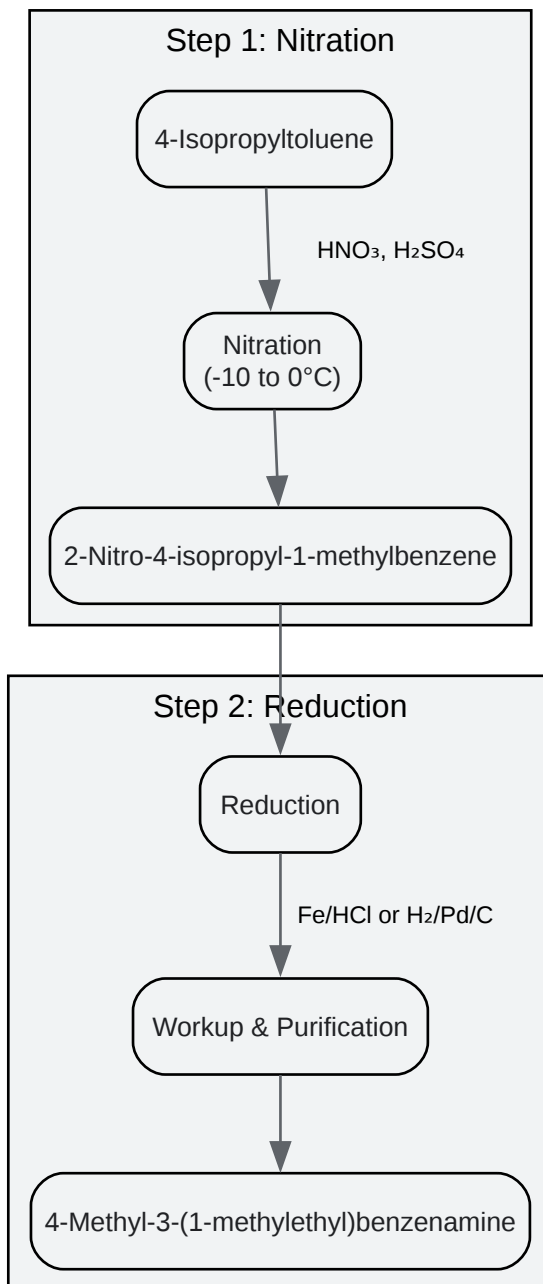 Step 1: Nitration
4-Isopropyltoluene
HNO₃, H₂SO₄
Nitration
(-10 to 0°C)
2-Nitro-4-isopropyl-1-methylbenzene
Step 2: Reduction
Reduction
Fe/HCl or H₂/Pd/C
Workup & Purification
4-Methyl-3-(1-methylethyl)benzenamine